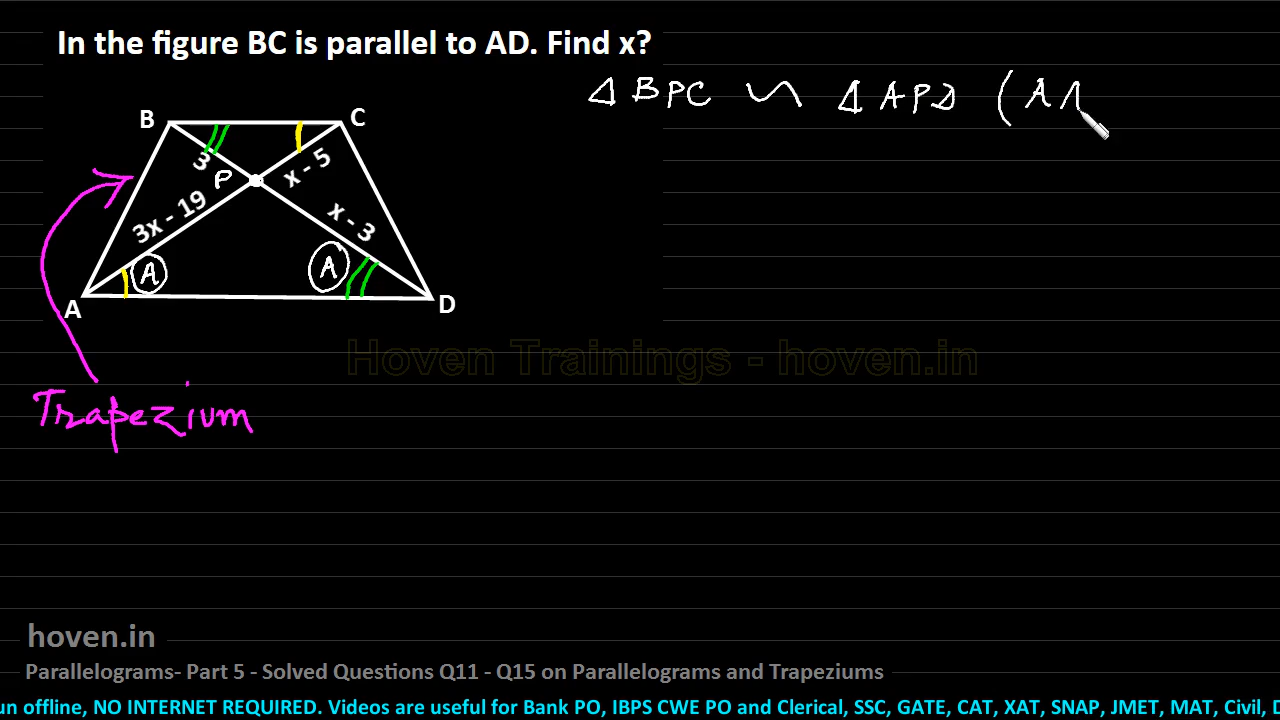 In the figure BC is parallel to AD. Find x?
Δ BPC ∽ Δ APD (AA
B
C
3
P
x - 5
3x - 19
x - 3
A
A
A
D
Hoven Trainings - hoven.in
Trapezium
hoven.in
Parallelograms- Part 5 - Solved Questions Q11 - Q15 on Parallelograms and Trapeziums
un offline, NO INTERNET REQUIRED. Videos are useful for Bank PO, IBPS CWE PO and Clerical, SSC, GATE, CAT, XAT, SNAP, JMET, MAT, Civil,